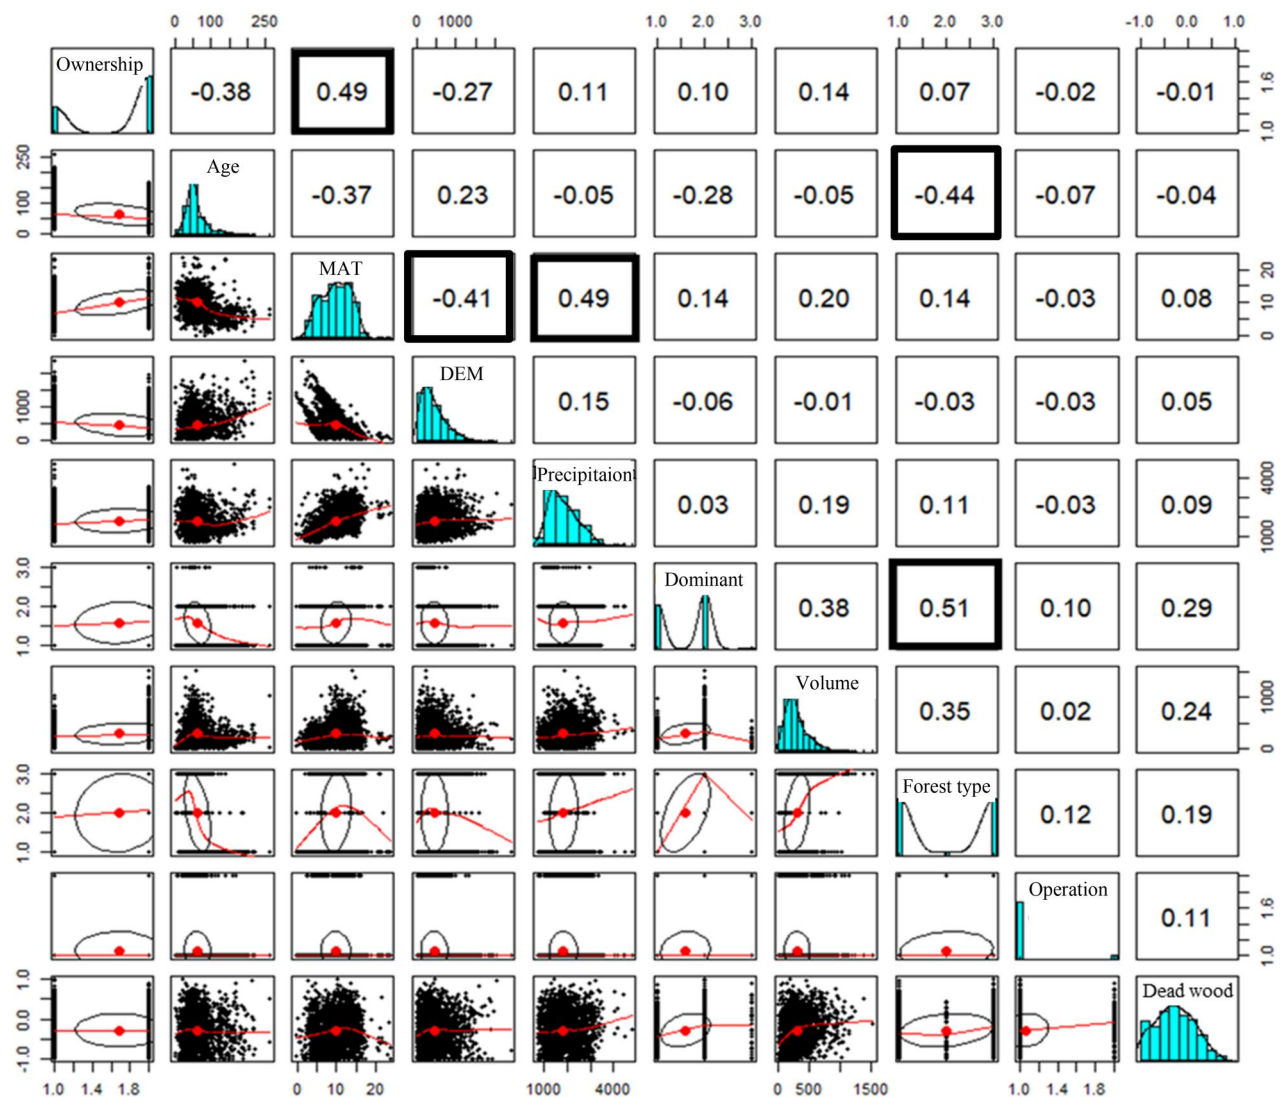 0 100 250 0 1000 1.0 2.0 3.0 1.0 2.0 3.0 -1.0 0.0 1.0
Ownership -0.38 0.49 -0.27 0.11 0.10 0.14 0.07 -0.02 -0.01 1.0 1.6
0 100 250 Age -0.37 0.23 -0.05 -0.28 -0.05 -0.44 -0.07 -0.04
MAT -0.41 0.49 0.14 0.20 0.14 -0.03 0.08 0 10 20
0 1000 DEM 0.15 -0.06 -0.01 -0.03 -0.03 0.05
Precipitaion 0.03 0.19 0.11 -0.03 0.09 1000 4000
1.0 2.0 3.0 Dominant 0.38 0.51 0.10 0.29
Volume 0.35 0.02 0.24 0 1000
1.0 2.0 3.0 Forest type 0.12 0.19
Operation 0.11 1.0 1.6
-1.0 0.0 1.0 Dead wood
1.0 1.4 1.8 0 10 20 1000 4000 0 500 1500 1.0 1.4 1.8